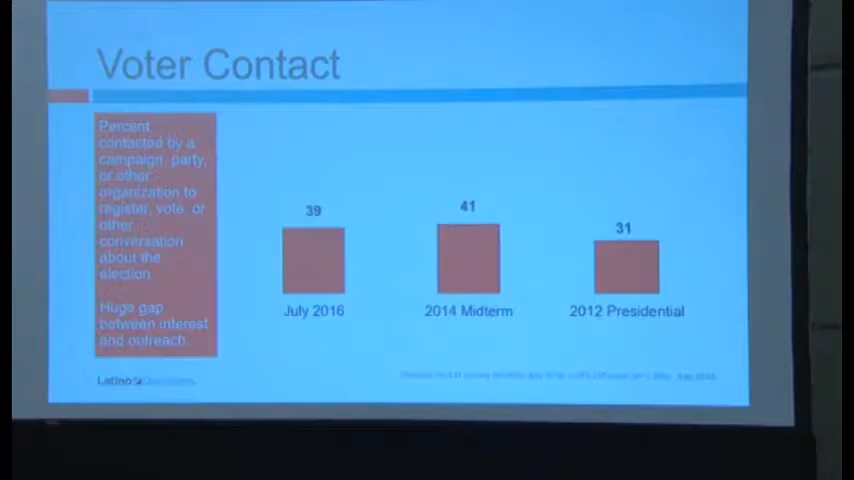 Voter Contact
Percent
contacted by a
campaign, party,
or other
organization to
register, vote, or
other
conversation
about the
election.
Huge gap
between interest
and outreach.
39
41
31
July 2016
2014 Midterm
2012 Presidential
Latino Decisions